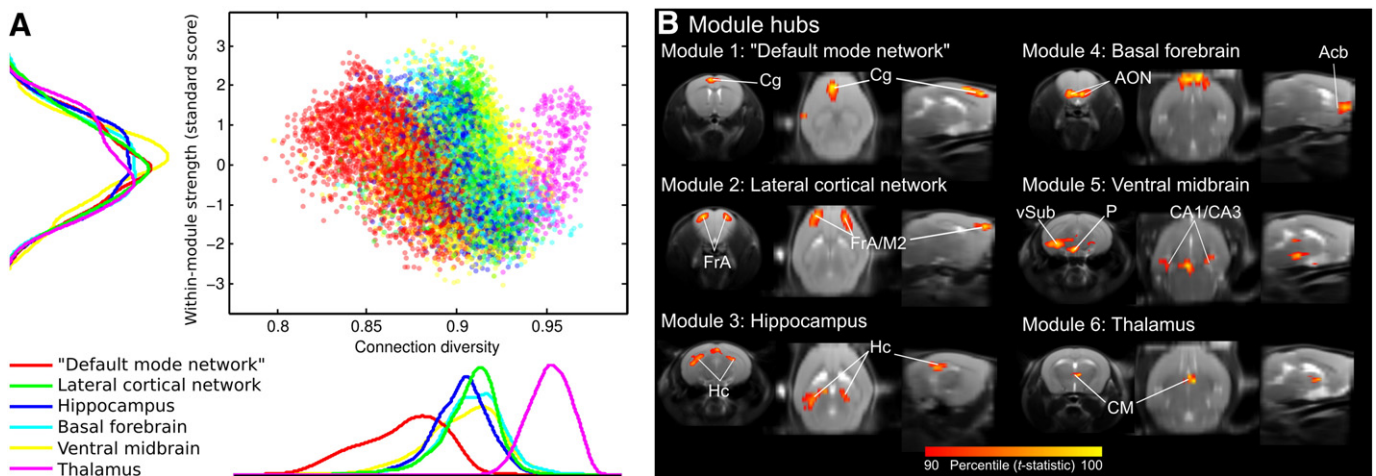 A
Within-module strength (standard score)
3
2
1
0
−1
−2
−3
0.8 0.85 0.9 0.95
Connection diversity
"Default mode network"
Lateral cortical network
Hippocampus
Basal forebrain
Ventral midbrain
Thalamus
B Module hubs
Module 1: "Default mode network"
Cg Cg
Module 2: Lateral cortical network
FrA FrA/M2
Module 3: Hippocampus
Hc Hc
Module 4: Basal forebrain
AON Acb
Module 5: Ventral midbrain
vSub P CA1/CA3
Module 6: Thalamus
CM
90 Percentile (t-statistic) 100